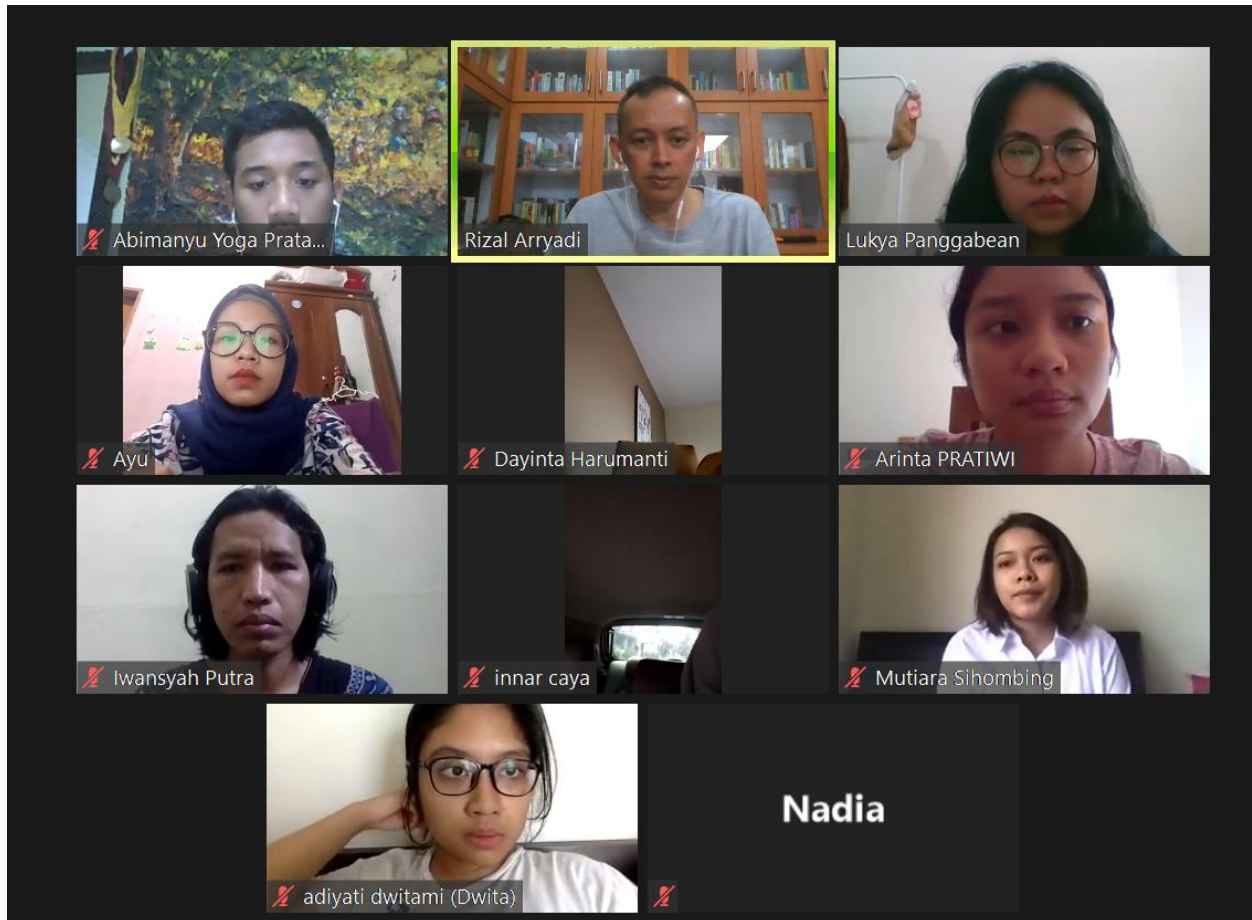 Abimanyu Yoga Prata...
Rizal Arryadi
Lukya Panggabean
Ayu
Dayinta Harumanti
Arinta PRATIWI
Iwansyah Putra
innar caya
Mutiara Sihombing
adiyati dwitami (Dwita)
Nadia